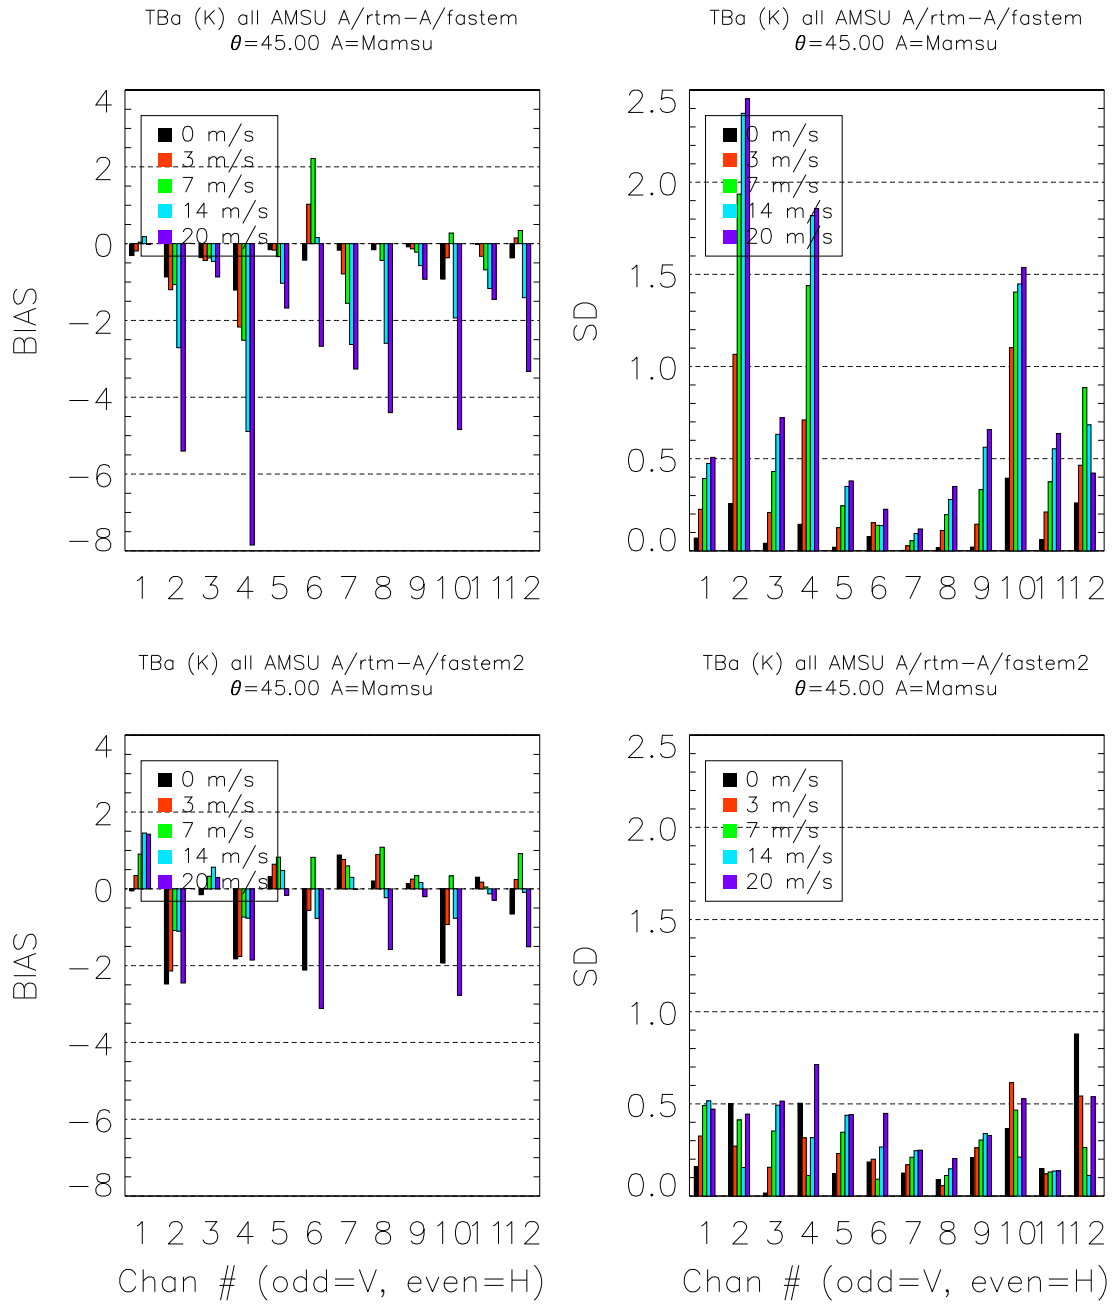 TBa (K) all AMSU A/rtm−A/fastem
θ=45.00 A=Mamsu
BIAS
4
2
0
−2
−4
−6
−8
0 m/s
3 m/s
7 m/s
14 m/s
20 m/s
1 2 3 4 5 6 7 8 9 10 11 12
TBa (K) all AMSU A/rtm−A/fastem
θ=45.00 A=Mamsu
SD
2.5
2.0
1.5
1.0
0.5
0.0
0 m/s
3 m/s
7 m/s
14 m/s
20 m/s
1 2 3 4 5 6 7 8 9 10 11 12
TBa (K) all AMSU A/rtm−A/fastem2
θ=45.00 A=Mamsu
BIAS
4
2
0
−2
−4
−6
−8
0 m/s
3 m/s
7 m/s
14 m/s
20 m/s
1 2 3 4 5 6 7 8 9 10 11 12
Chan # (odd=V, even=H)
TBa (K) all AMSU A/rtm−A/fastem2
θ=45.00 A=Mamsu
SD
2.5
2.0
1.5
1.0
0.5
0.0
0 m/s
3 m/s
7 m/s
14 m/s
20 m/s
1 2 3 4 5 6 7 8 9 10 11 12
Chan # (odd=V, even=H)